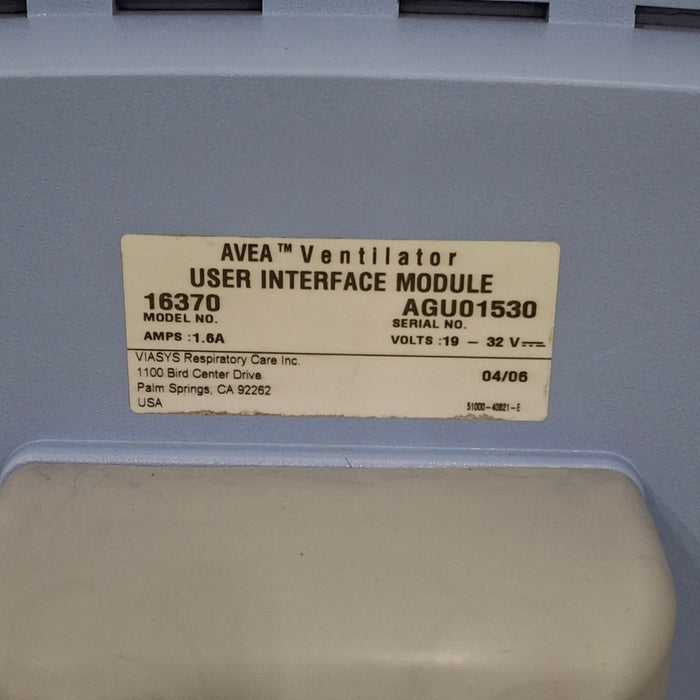 AVEA™ Ventilator
USER INTERFACE MODULE
16370 AGU01530
MODEL NO. SERIAL NO.
AMPS :1.6A VOLTS :19 – 32 V⎓
VIASYS Respiratory Care Inc.
1100 Bird Center Drive 04/06
Palm Springs, CA 92262
USA 51000-40821-E